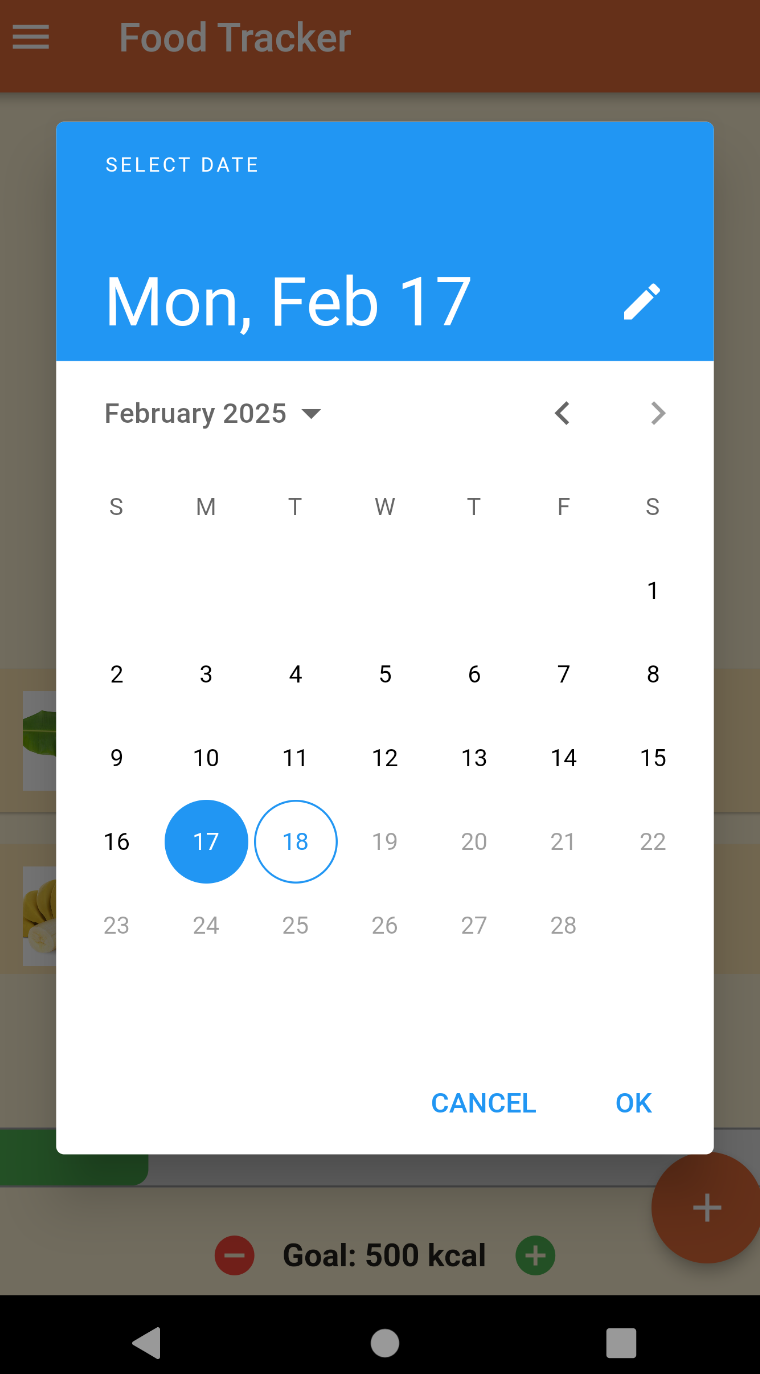 Food Tracker
SELECT DATE
Mon, Feb 17
February 2025
S M T W T F S
1
2 3 4 5 6 7 8
9 10 11 12 13 14 15
16 17 18 19 20 21 22
23 24 25 26 27 28
CANCEL OK
Goal: 500 kcal